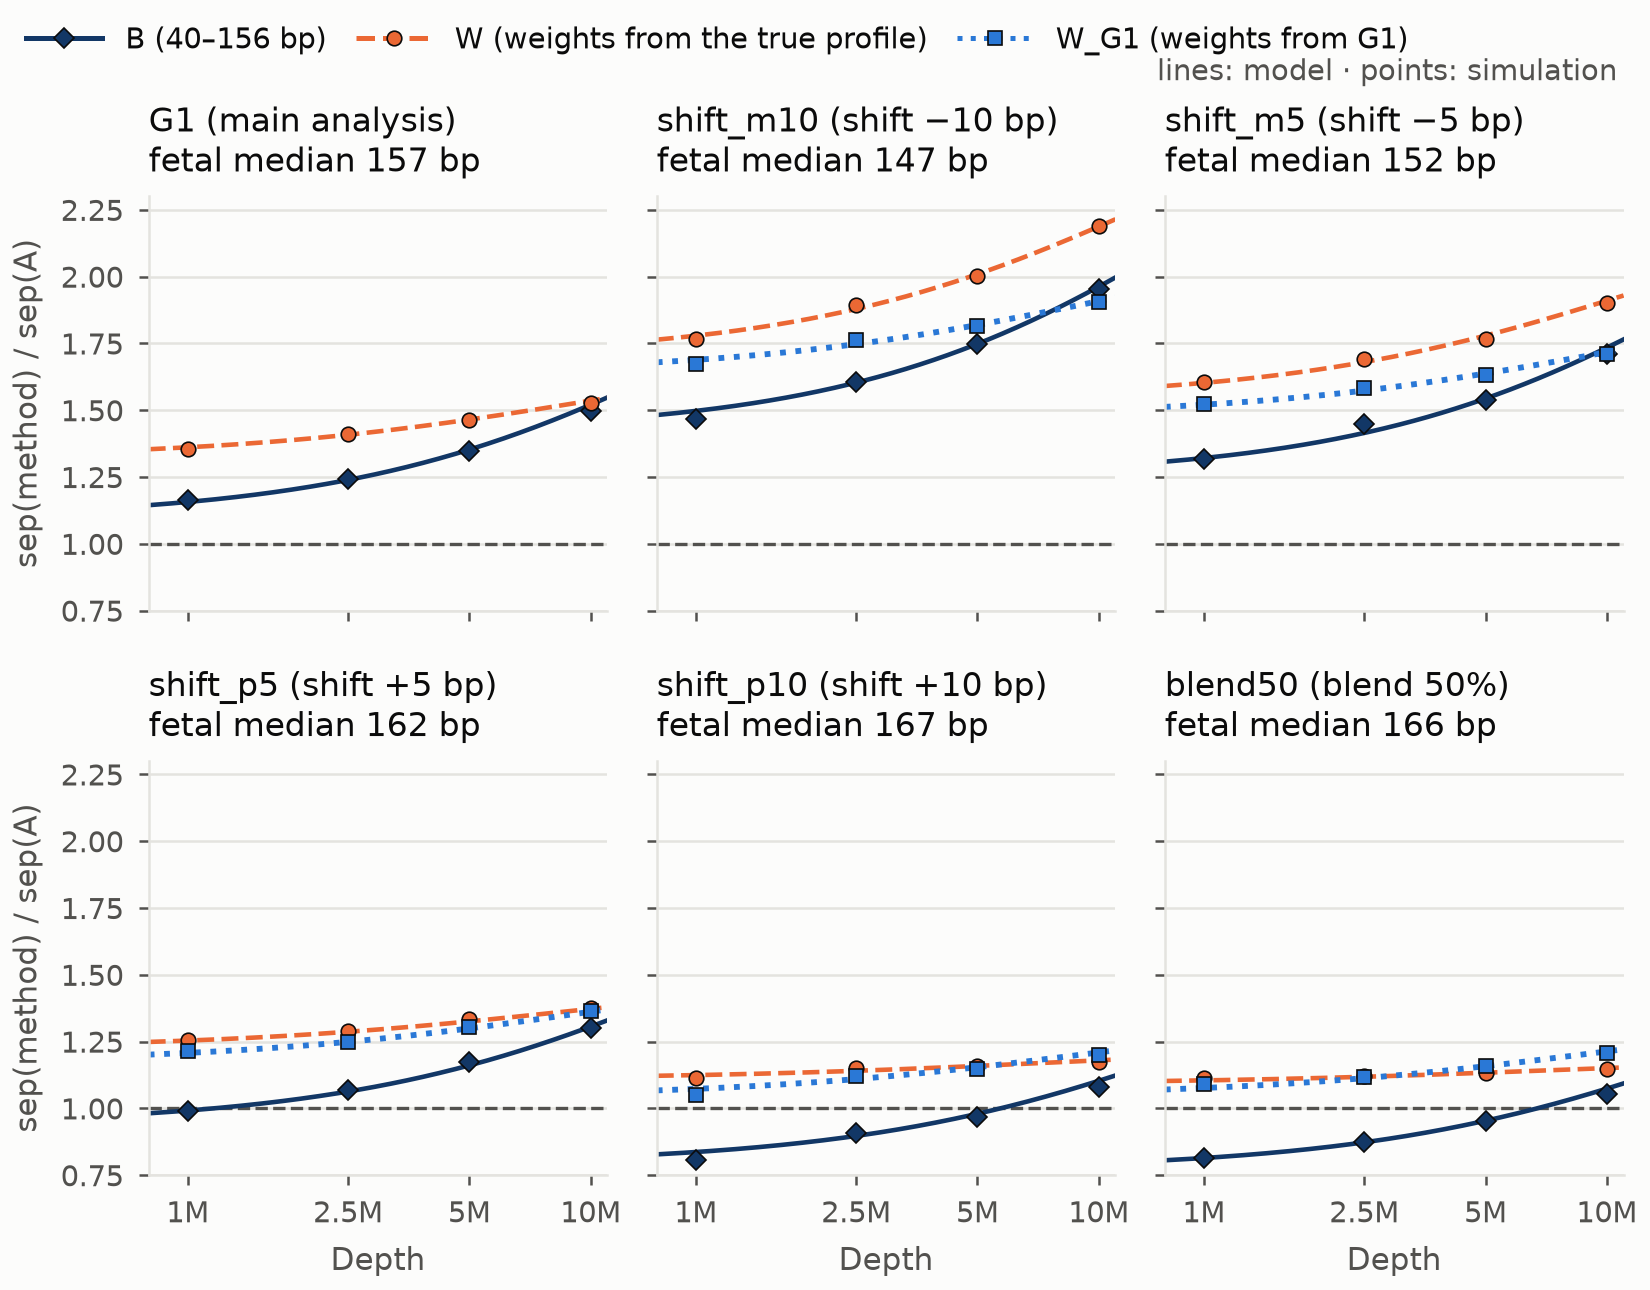 B (40–156 bp)
W (weights from the true profile)
W_G1 (weights from G1)
lines: model · points: simulation
G1 (main analysis)
fetal median 157 bp
shift_m10 (shift −10 bp)
fetal median 147 bp
shift_m5 (shift −5 bp)
fetal median 152 bp
sep(method) / sep(A)
2.25
2.00
1.75
1.50
1.25
1.00
0.75
shift_p5 (shift +5 bp)
fetal median 162 bp
shift_p10 (shift +10 bp)
fetal median 167 bp
blend50 (blend 50%)
fetal median 166 bp
sep(method) / sep(A)
2.25
2.00
1.75
1.50
1.25
1.00
0.75
1M 2.5M 5M 10M
1M 2.5M 5M 10M
1M 2.5M 5M 10M
Depth
Depth
Depth